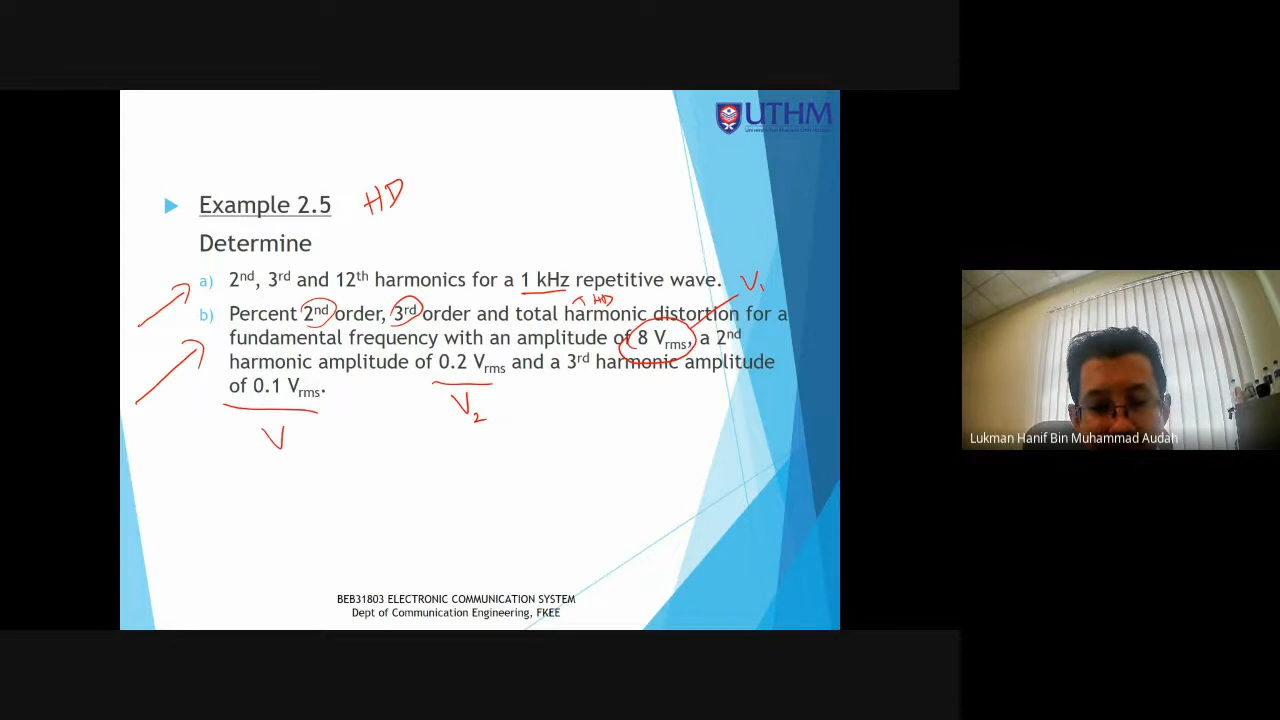 UTHM
Example 2.5 HD
Determine
a) 2nd, 3rd and 12th harmonics for a 1 kHz repetitive wave.
V1
HD
b) Percent 2nd order, 3rd order and total harmonic distortion for a
fundamental frequency with an amplitude of 8 Vrms, a 2nd
harmonic amplitude of 0.2 Vrms and a 3rd harmonic amplitude
of 0.1 Vrms.
V2
V
Lukman Hanif Bin Muhammad Audah
BEB31803 ELECTRONIC COMMUNICATION SYSTEM
Dept of Communication Engineering, FKEE